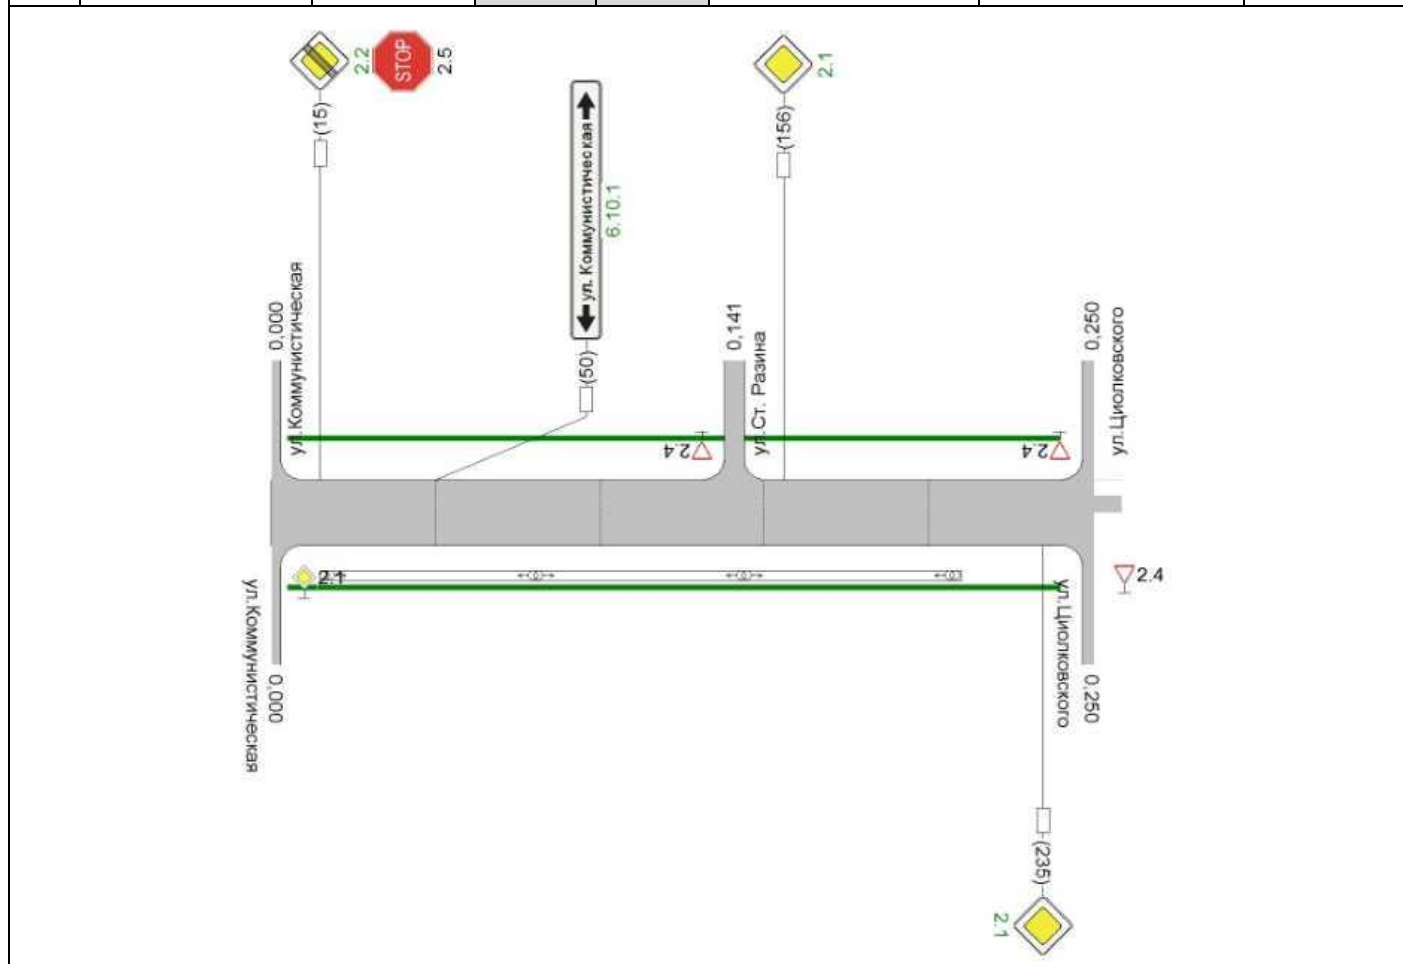 2.2
STOP
2.5
(15)
ул. Коммунистическая
6.10.1
(50)
2.1
(156)
0,000
ул.Коммунистическая
0,141
ул.Ст. Разина
0,250
ул.Циолковского
2.4
2.4
2.1
2.4
ул.Коммунистическая
0,000
ул.Циолковского
0,250
(235)
2.1